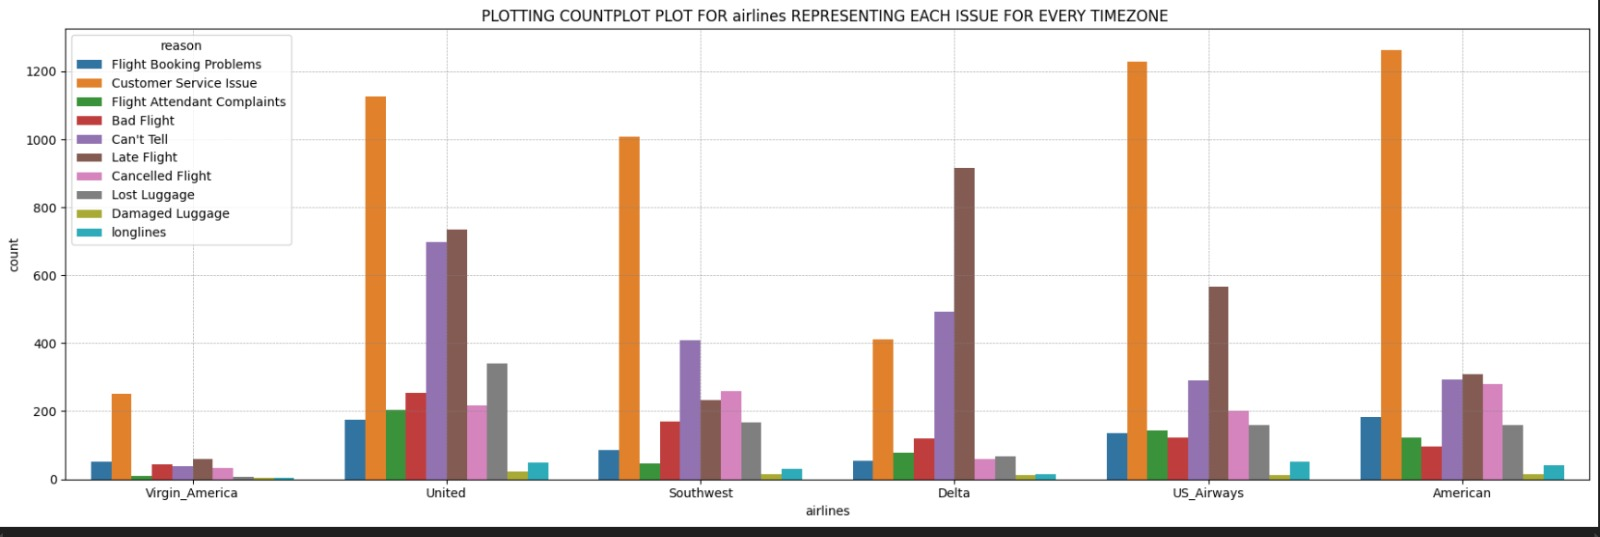 PLOTTING COUNTPLOT PLOT FOR airlines REPRESENTING EACH ISSUE FOR EVERY TIMEZONE
reason
Flight Booking Problems
Customer Service Issue
Flight Attendant Complaints
Bad Flight
Can't Tell
Late Flight
Cancelled Flight
Lost Luggage
Damaged Luggage
longlines
count
1200
1000
800
600
400
200
0
Virgin_America United Southwest Delta US_Airways American
airlines